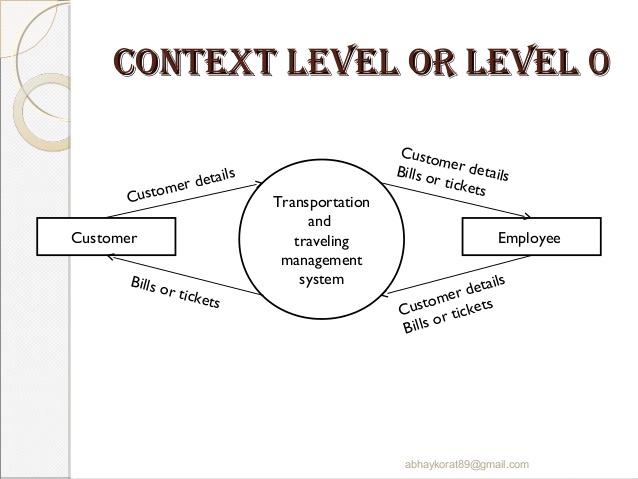 CONTEXT LEVEL OR LEVEL 0
Customer details
Customer details
Bills or tickets
Transportation
and
traveling
management
system
Customer
Employee
Bills or tickets
Customer details
Bills or tickets
abhaykorat89@gmail.com